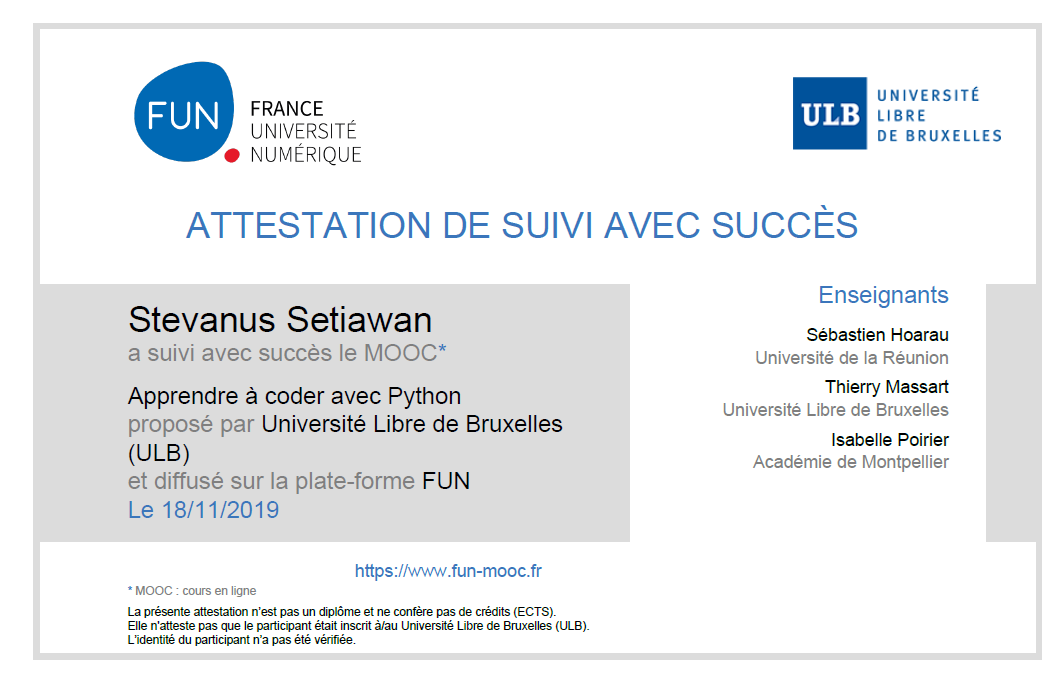 FUN
FRANCE
UNIVERSITÉ
NUMÉRIQUE
ULB
UNIVERSITÉ
LIBRE
DE BRUXELLES
ATTESTATION DE SUIVI AVEC SUCCÈS
Stevanus Setiawan
a suivi avec succès le MOOC*
Apprendre à coder avec Python
proposé par Université Libre de Bruxelles
(ULB)
et diffusé sur la plate-forme FUN
Le 18/11/2019
Enseignants
Sébastien Hoarau
Université de la Réunion
Thierry Massart
Université Libre de Bruxelles
Isabelle Poirier
Académie de Montpellier
https://www.fun-mooc.fr
* MOOC : cours en ligne
La présente attestation n'est pas un diplôme et ne confère pas de crédits (ECTS).
Elle n'atteste pas que le participant était inscrit à/au Université Libre de Bruxelles (ULB).
L'identité du participant n'a pas été vérifiée.